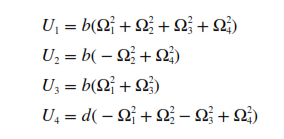 U₁ = b(Ω₁² + Ω₂² + Ω₃² + Ω₄²)
U₂ = b( − Ω₂² + Ω₄²)
U₃ = b(Ω₁² + Ω₃²)
U₄ = d( − Ω₁² + Ω₂² − Ω₃² + Ω₄²)